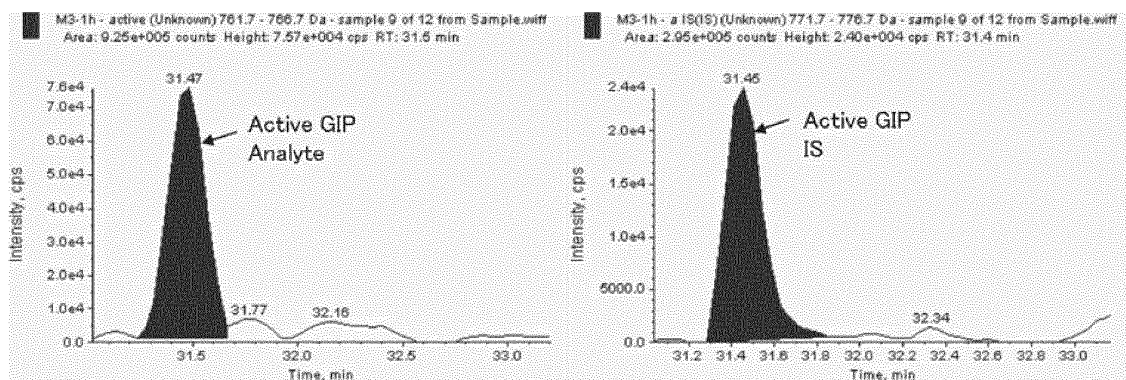 M3-1h - active (Unknown) 761.7 - 766.7 Da - sample 9 of 12 from Sample.wiff
Area: 9.25e+005 counts Height: 7.57e+004 cps RT: 31.5 min
31.47
7.6e4
7.0e4
6.0e4
5.0e4
4.0e4
3.0e4
2.0e4
1.0e4
0.0
Intensity, cps
Active GIP
Analyte
31.77
32.16
31.5
32.0
32.5
33.0
Time, min
M3-1h - a IS(IS) (Unknown) 771.7 - 776.7 Da - sample 9 of 12 from Sample.wiff
Area: 2.95e+005 counts Height: 2.40e+004 cps RT: 31.4 min
31.45
2.4e4
2.0e4
1.5e4
1.0e4
5000.0
0.0
Intensity, cps
Active GIP
IS
32.34
31.2
31.4
31.6
31.8
32.0
32.2
32.4
32.6
32.8
33.0
Time, min